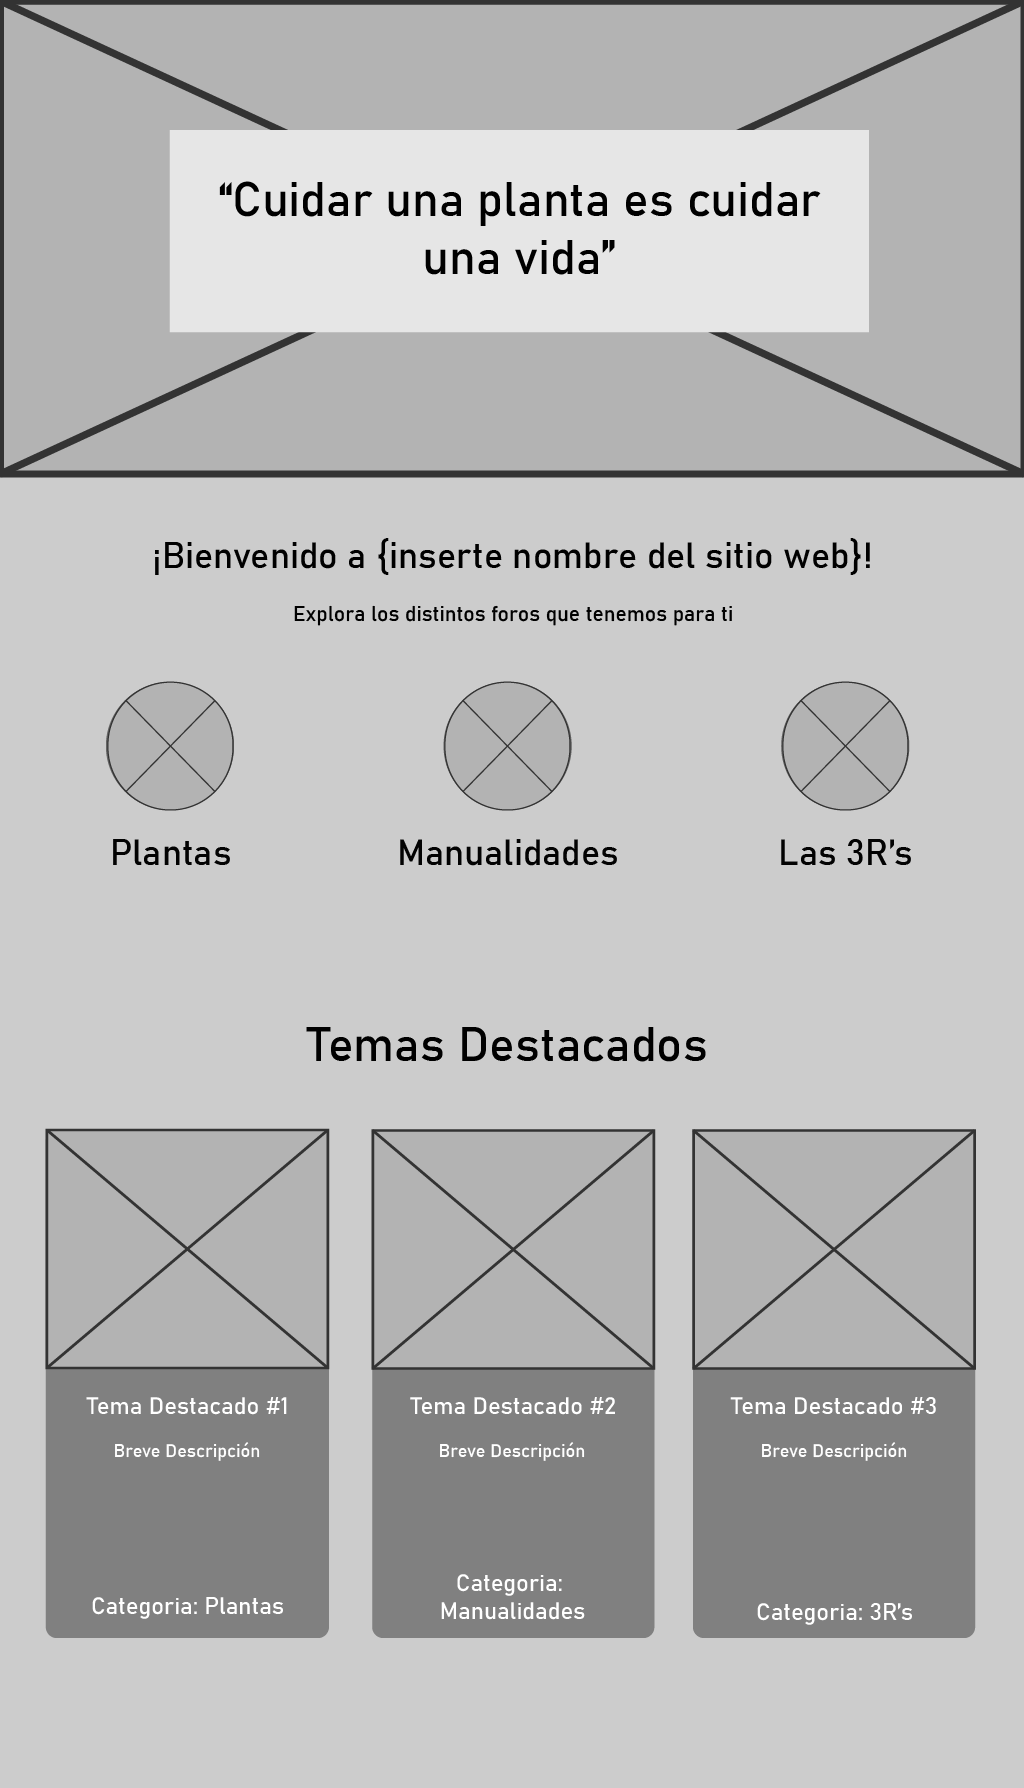 “Cuidar una planta es cuidar
una vida”
¡Bienvenido a {inserte nombre del sitio web}!
Explora los distintos foros que tenemos para ti
Plantas
Manualidades
Las 3R’s
Temas Destacados
Tema Destacado #1
Breve Descripción
Categoria: Plantas
Tema Destacado #2
Breve Descripción
Categoria:
Manualidades
Tema Destacado #3
Breve Descripción
Categoria: 3R’s